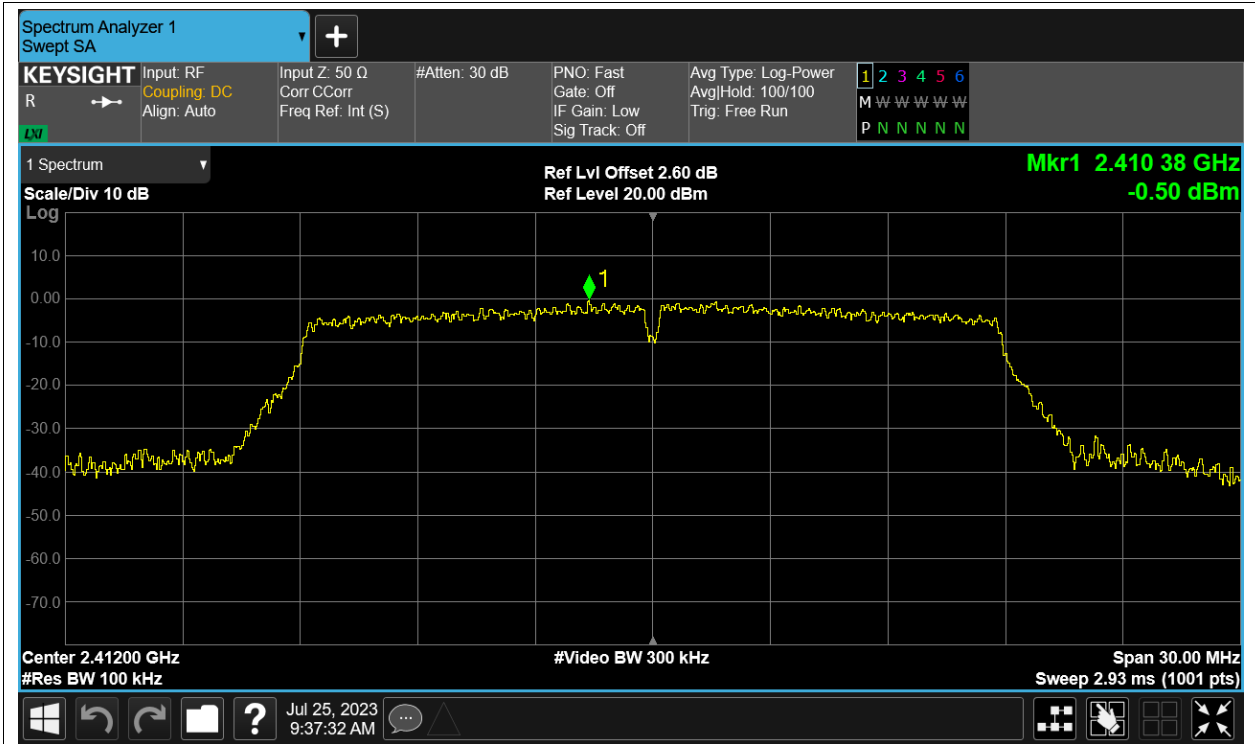 Spectrum Analyzer 1
Swept SA
KEYSIGHT
R
LXI
Input: RF
Coupling: DC
Align: Auto
Input Z: 50 Ω
Corr CCorr
Freq Ref: Int (S)
#Atten: 30 dB
PNO: Fast
Gate: Off
IF Gain: Low
Sig Track: Off
Avg Type: Log-Power
Avg|Hold: 100/100
Trig: Free Run
1 2 3 4 5 6
M W W W W W
P N N N N N
1 Spectrum
Scale/Div 10 dB
Ref Lvl Offset 2.60 dB
Ref Level 20.00 dBm
Mkr1 2.410 38 GHz
-0.50 dBm
Log
10.0
0.00
-10.0
-20.0
-30.0
-40.0
-50.0
-60.0
-70.0
1
Center 2.41200 GHz
#Res BW 100 kHz
#Video BW 300 kHz
Span 30.00 MHz
Sweep 2.93 ms (1001 pts)
?
Jul 25, 2023
9:37:32 AM